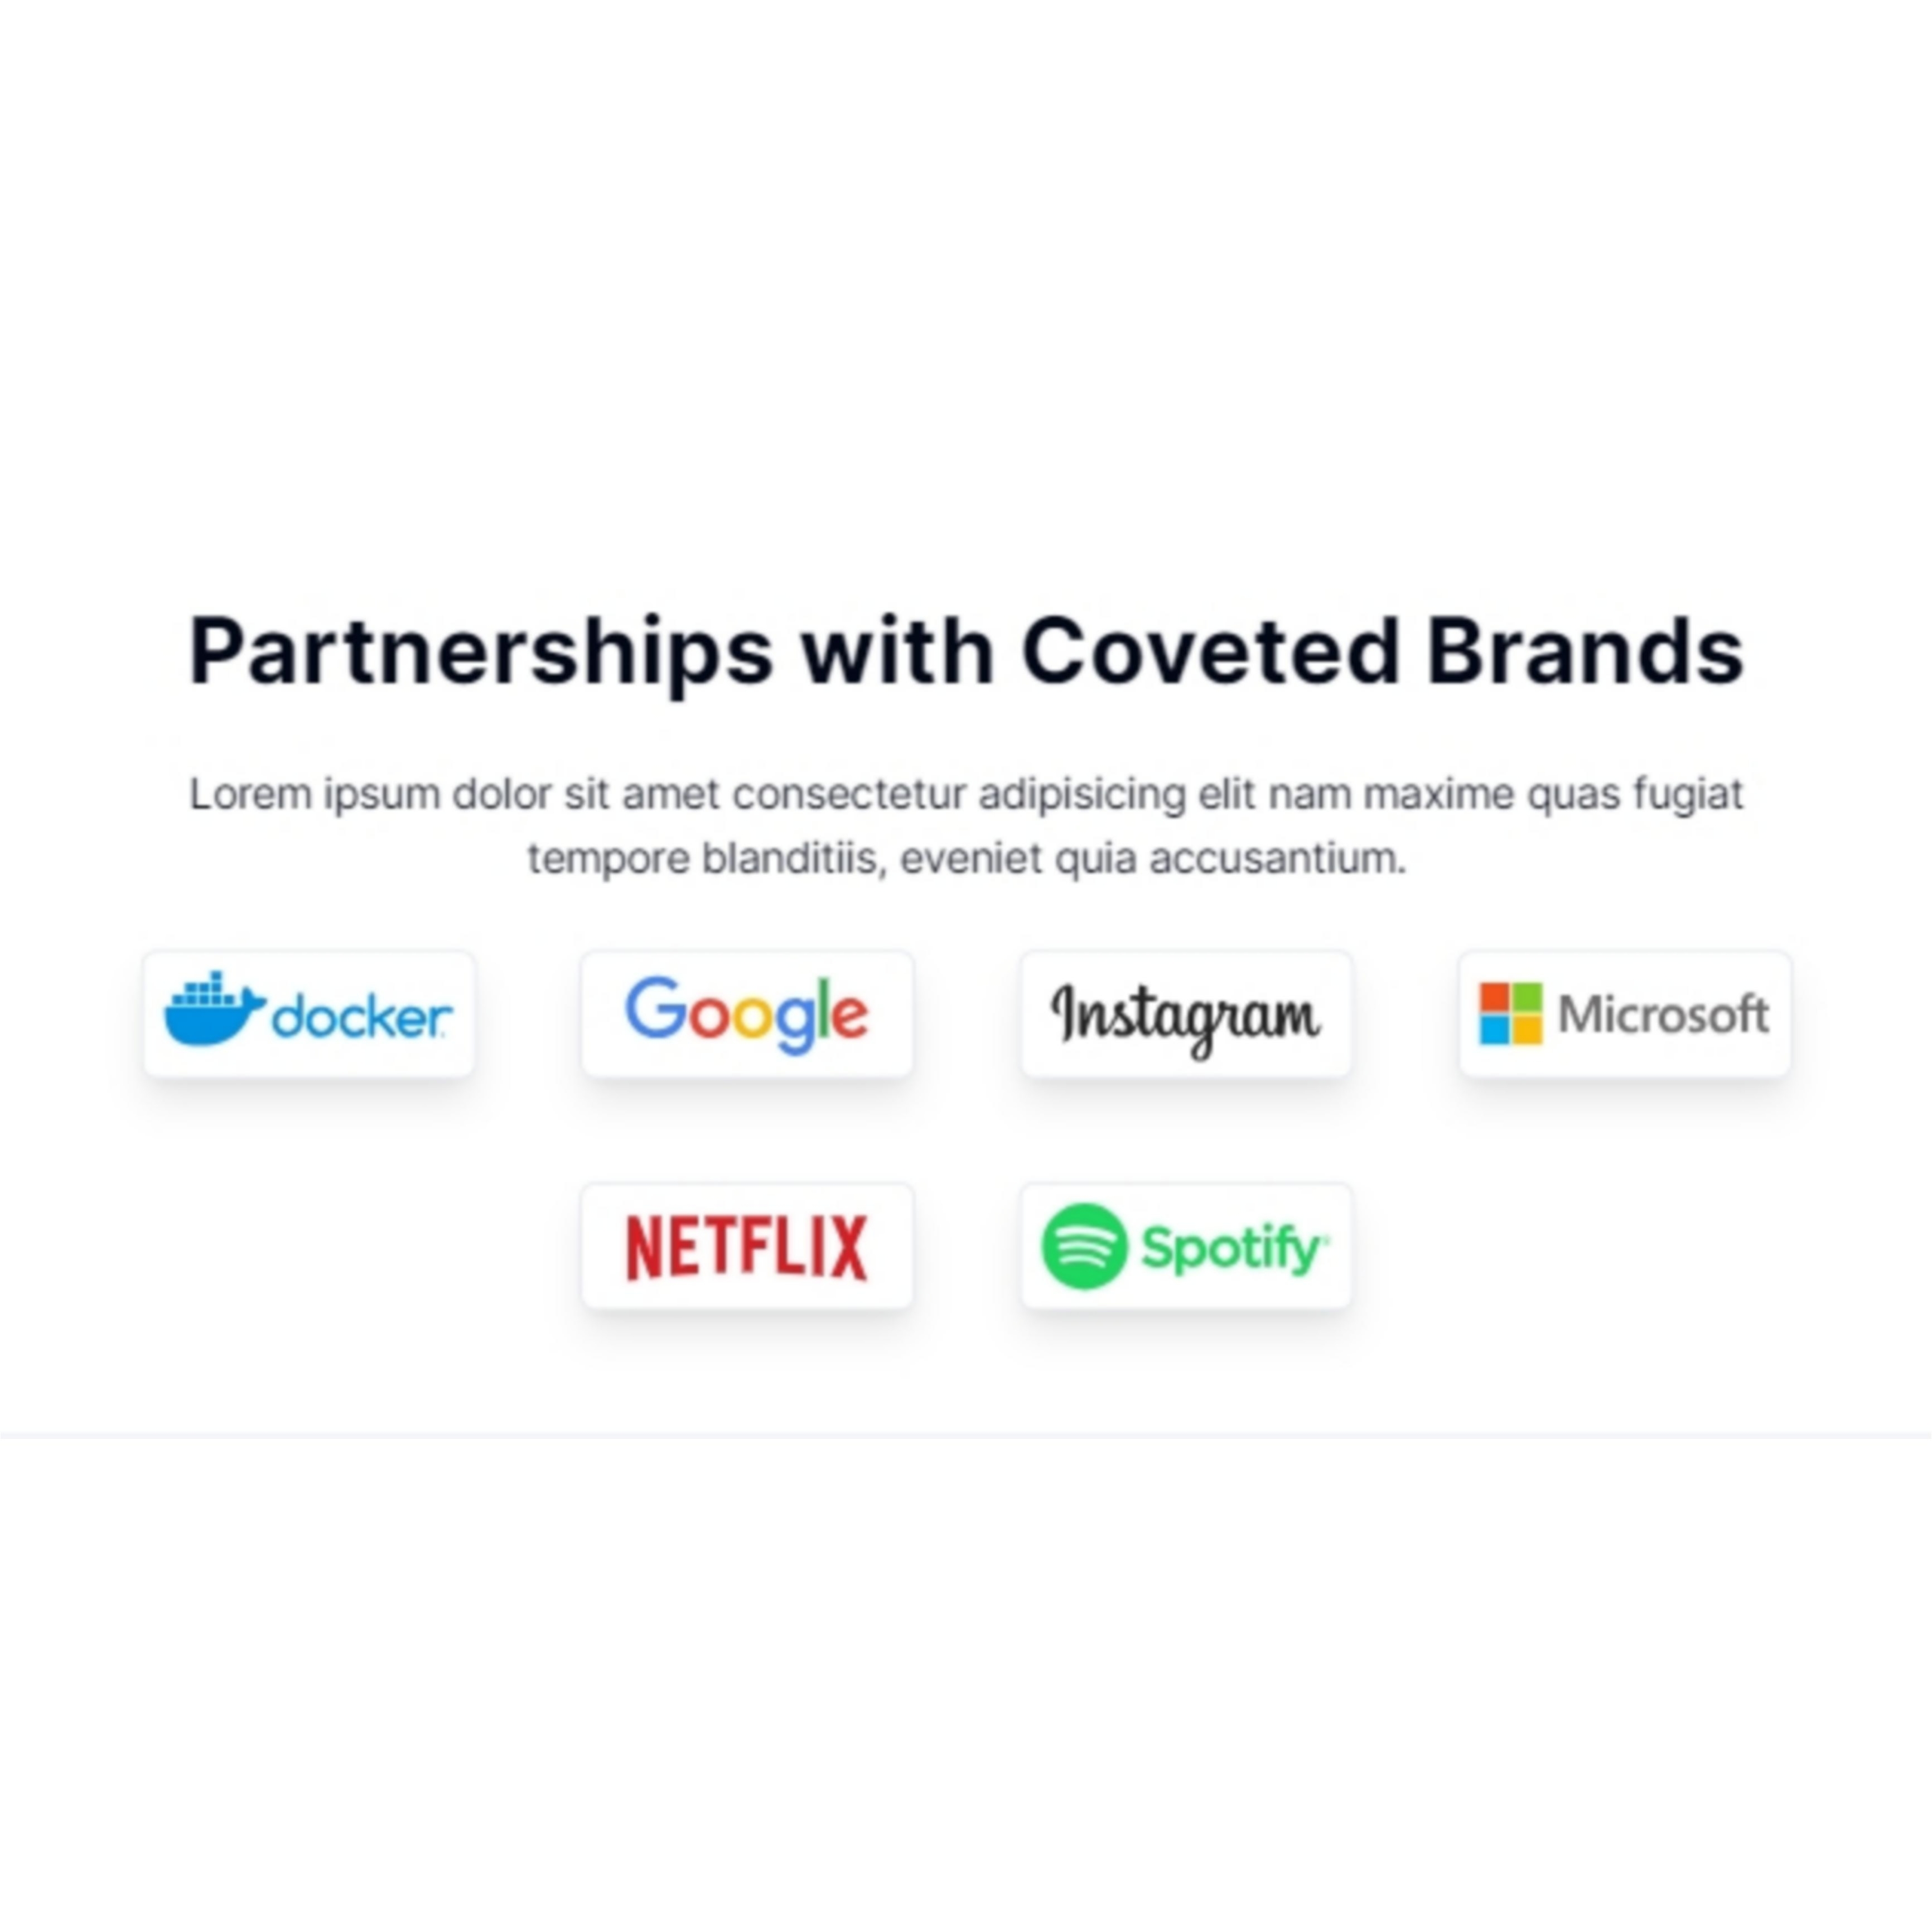 Partnerships with Coveted Brands
Lorem ipsum dolor sit amet consectetur adipisicing elit nam maxime quas fugiat
tempore blanditiis, eveniet quia accusantium.
docker
Google
Instagram
Microsoft
NETFLIX
Spotify